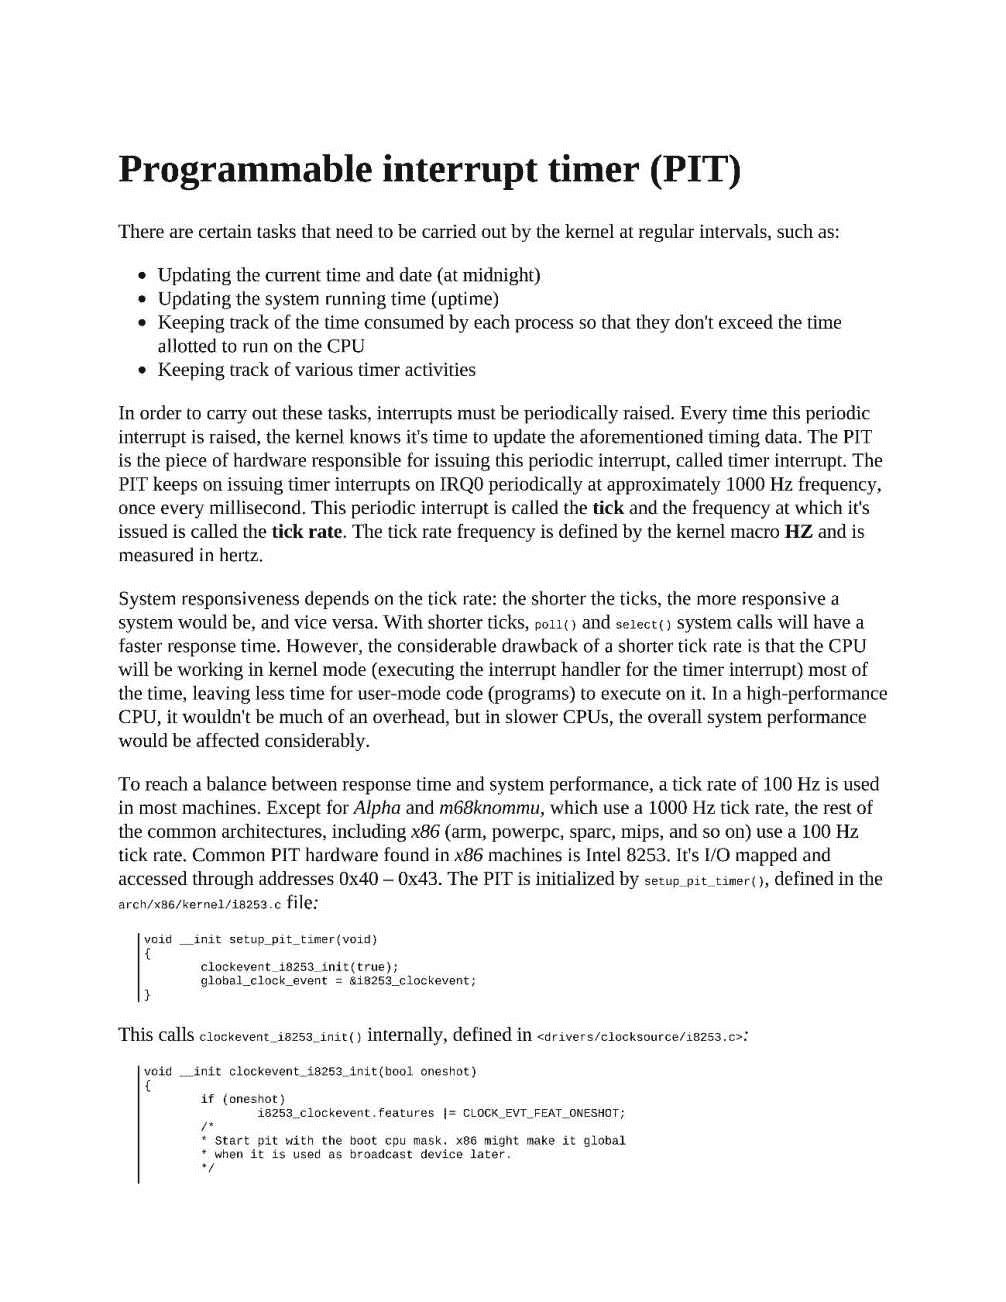 Programmable interrupt timer (PIT)
There are certain tasks that need to be carried out by the kernel at regular intervals, such as:
• Updating the current time and date (at midnight)
• Updating the system running time (uptime)
• Keeping track of the time consumed by each process so that they don't exceed the time
allotted to run on the CPU
• Keeping track of various timer activities
In order to carry out these tasks, interrupts must be periodically raised. Every time this periodic
interrupt is raised, the kernel knows it's time to update the aforementioned timing data. The PIT
is the piece of hardware responsible for issuing this periodic interrupt, called timer interrupt. The
PIT keeps on issuing timer interrupts on IRQ0 periodically at approximately 1000 Hz frequency,
once every millisecond. This periodic interrupt is called the tick and the frequency at which it's
issued is called the tick rate. The tick rate frequency is defined by the kernel macro HZ and is
measured in hertz.
System responsiveness depends on the tick rate: the shorter the ticks, the more responsive a
system would be, and vice versa. With shorter ticks, poll() and select() system calls will have a
faster response time. However, the considerable drawback of a shorter tick rate is that the CPU
will be working in kernel mode (executing the interrupt handler for the timer interrupt) most of
the time, leaving less time for user-mode code (programs) to execute on it. In a high-performance
CPU, it wouldn't be much of an overhead, but in slower CPUs, the overall system performance
would be affected considerably.
To reach a balance between response time and system performance, a tick rate of 100 Hz is used
in most machines. Except for Alpha and m68knommu, which use a 1000 Hz tick rate, the rest of
the common architectures, including x86 (arm, powerpc, sparc, mips, and so on) use a 100 Hz
tick rate. Common PIT hardware found in x86 machines is Intel 8253. It's I/O mapped and
accessed through addresses 0x40 – 0x43. The PIT is initialized by setup_pit_timer(), defined in the
arch/x86/kernel/i8253.c file:
void __init setup_pit_timer(void)
{
        clockevent_i8253_init(true);
        global_clock_event = &i8253_clockevent;
}
This calls clockevent_i8253_init() internally, defined in <drivers/clocksource/i8253.c>:
void __init clockevent_i8253_init(bool oneshot)
{
        if (oneshot)
                i8253_clockevent.features |= CLOCK_EVT_FEAT_ONESHOT;
        /*
        * Start pit with the boot cpu mask. x86 might make it global
        * when it is used as broadcast device later.
        */